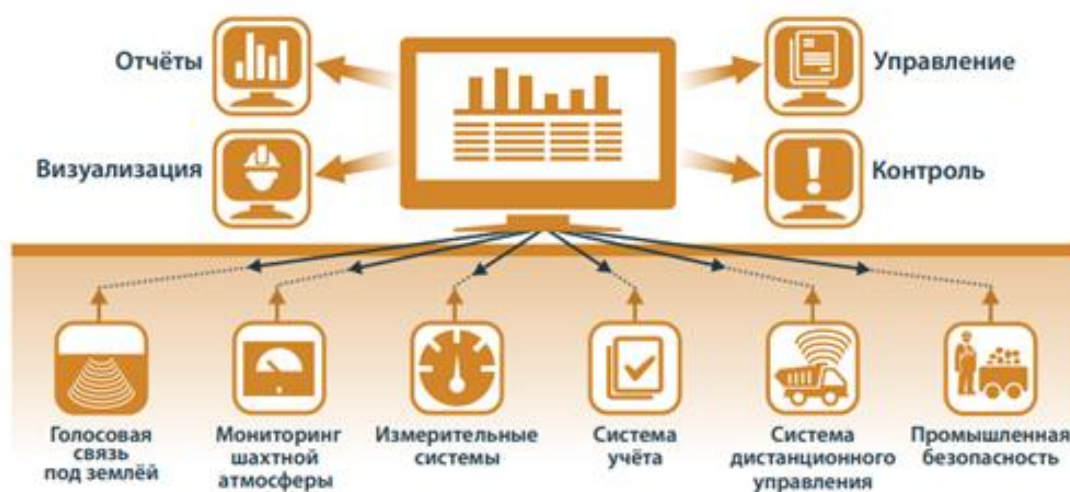 Отчёты
Управление
Визуализация
Контроль
Голосовая
связь
под землёй
Мониторинг
шахтной
атмосферы
Измерительные
системы
Система
учёта
Система
дистанционного
управления
Промышленная
безопасность